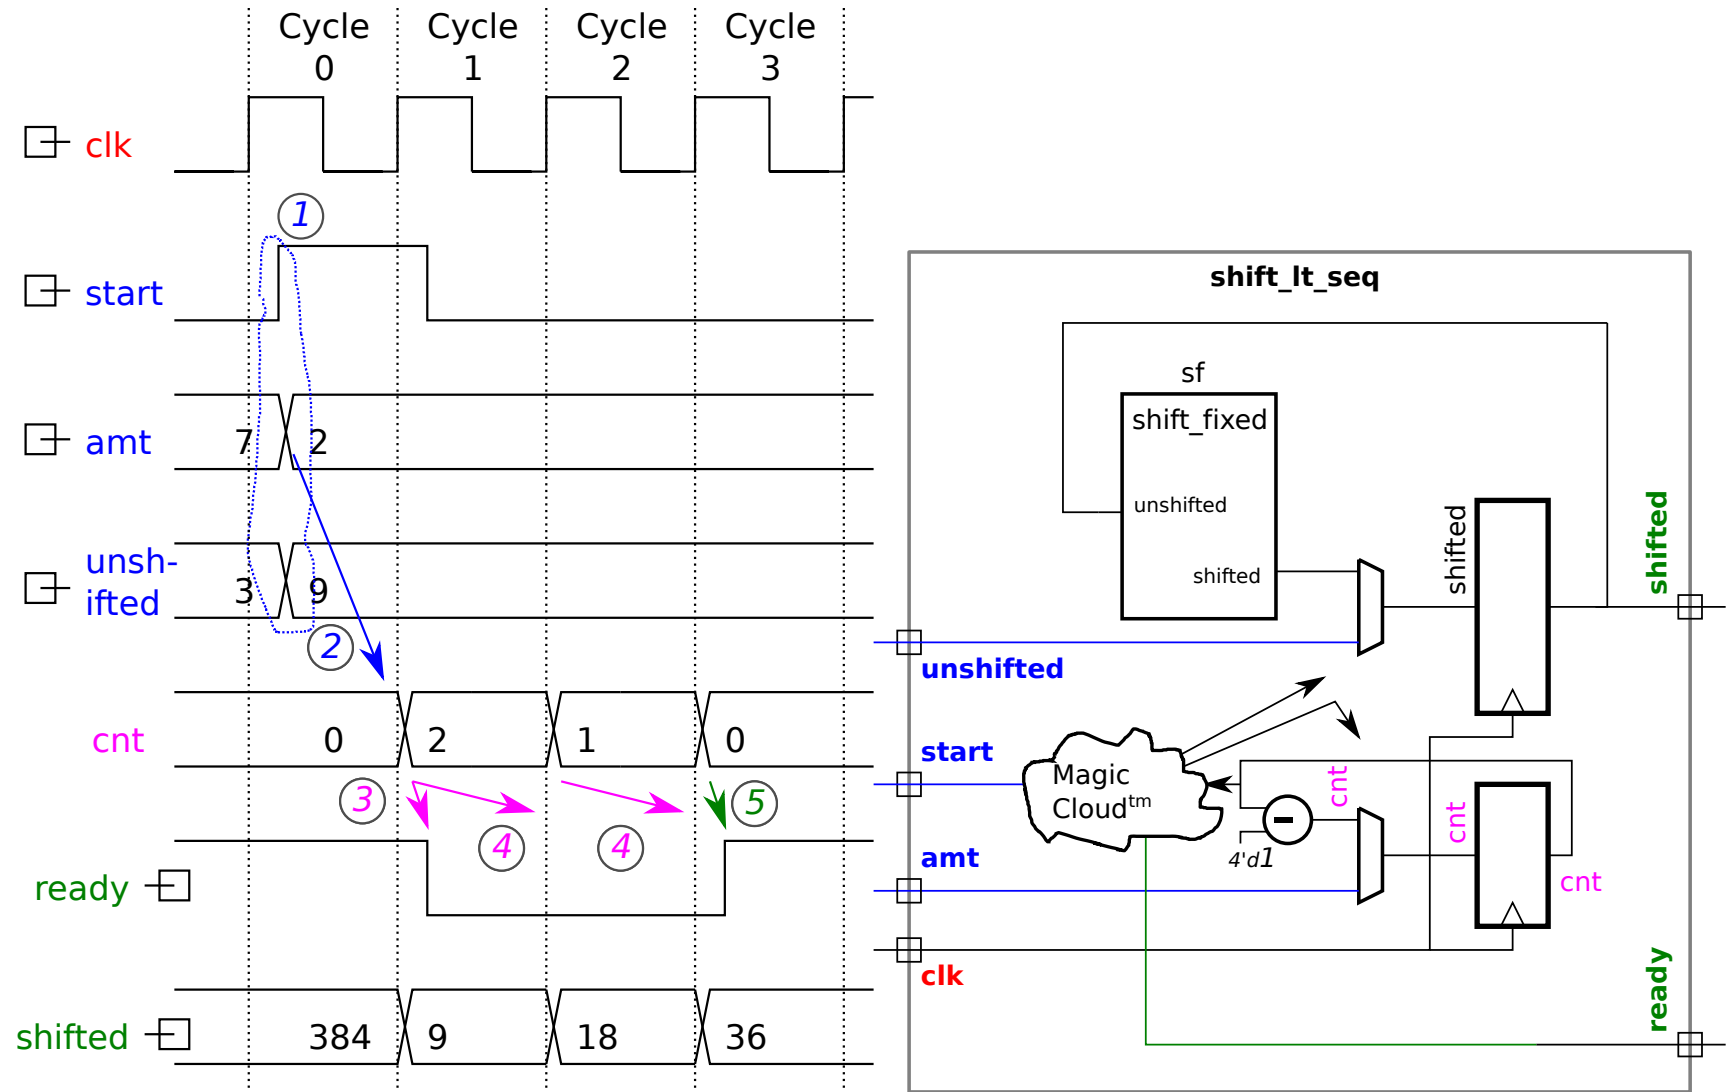 Cycle
0
Cycle
1
Cycle
2
Cycle
3
clk
1
start
amt
7
2
unsh-
ifted
3
9
2
cnt
0
2
1
0
3
4
4
5
ready
shifted
384
9
18
36
shift_lt_seq
sf
shift_fixed
unshifted
shifted
shifted
shifted
unshifted
start
Magic
Cloudtm
cnt
cnt
4'd1
amt
cnt
clk
ready